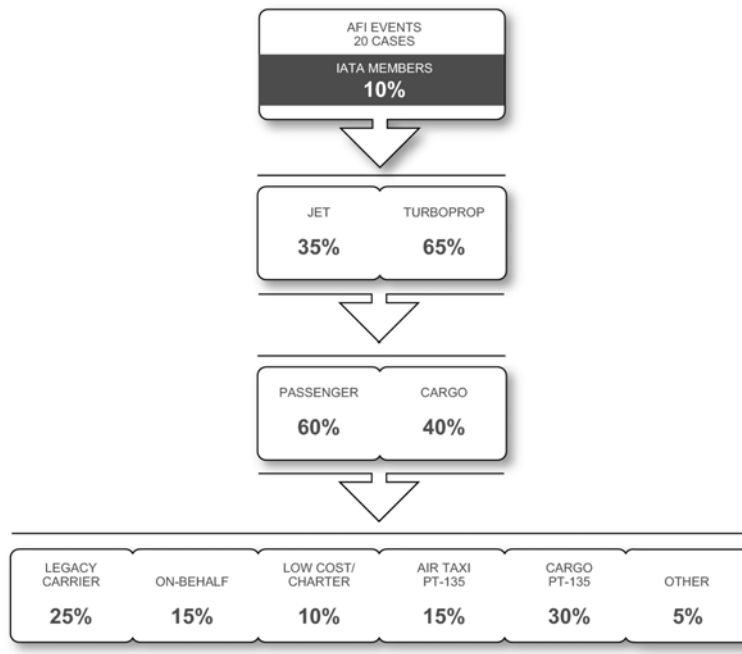 AFI EVENTS
20 CASES
IATA MEMBERS
10%
JET
35%
TURBOPROP
65%
PASSENGER
60%
CARGO
40%
LEGACY
CARRIER
25%
ON-BEHALF
15%
LOW COST/
CHARTER
10%
AIR TAXI
PT-135
15%
CARGO
PT-135
30%
OTHER
5%